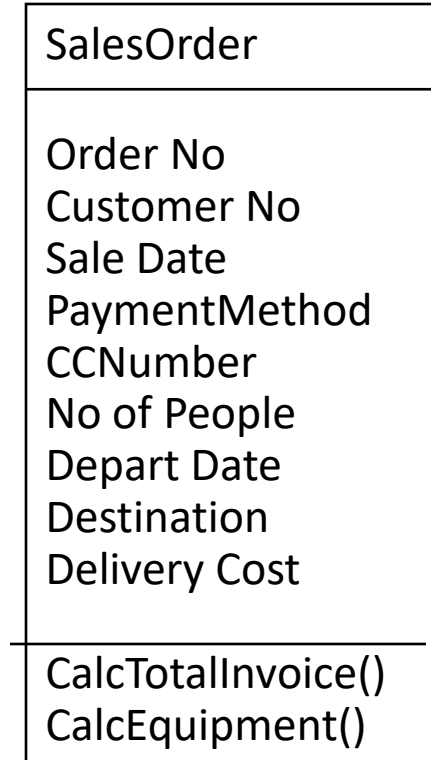 SalesOrder
Order No
Customer No
Sale Date
PaymentMethod
CCNumber
No of People
Depart Date
Destination
Delivery Cost
CalcTotalInvoice()
CalcEquipment()